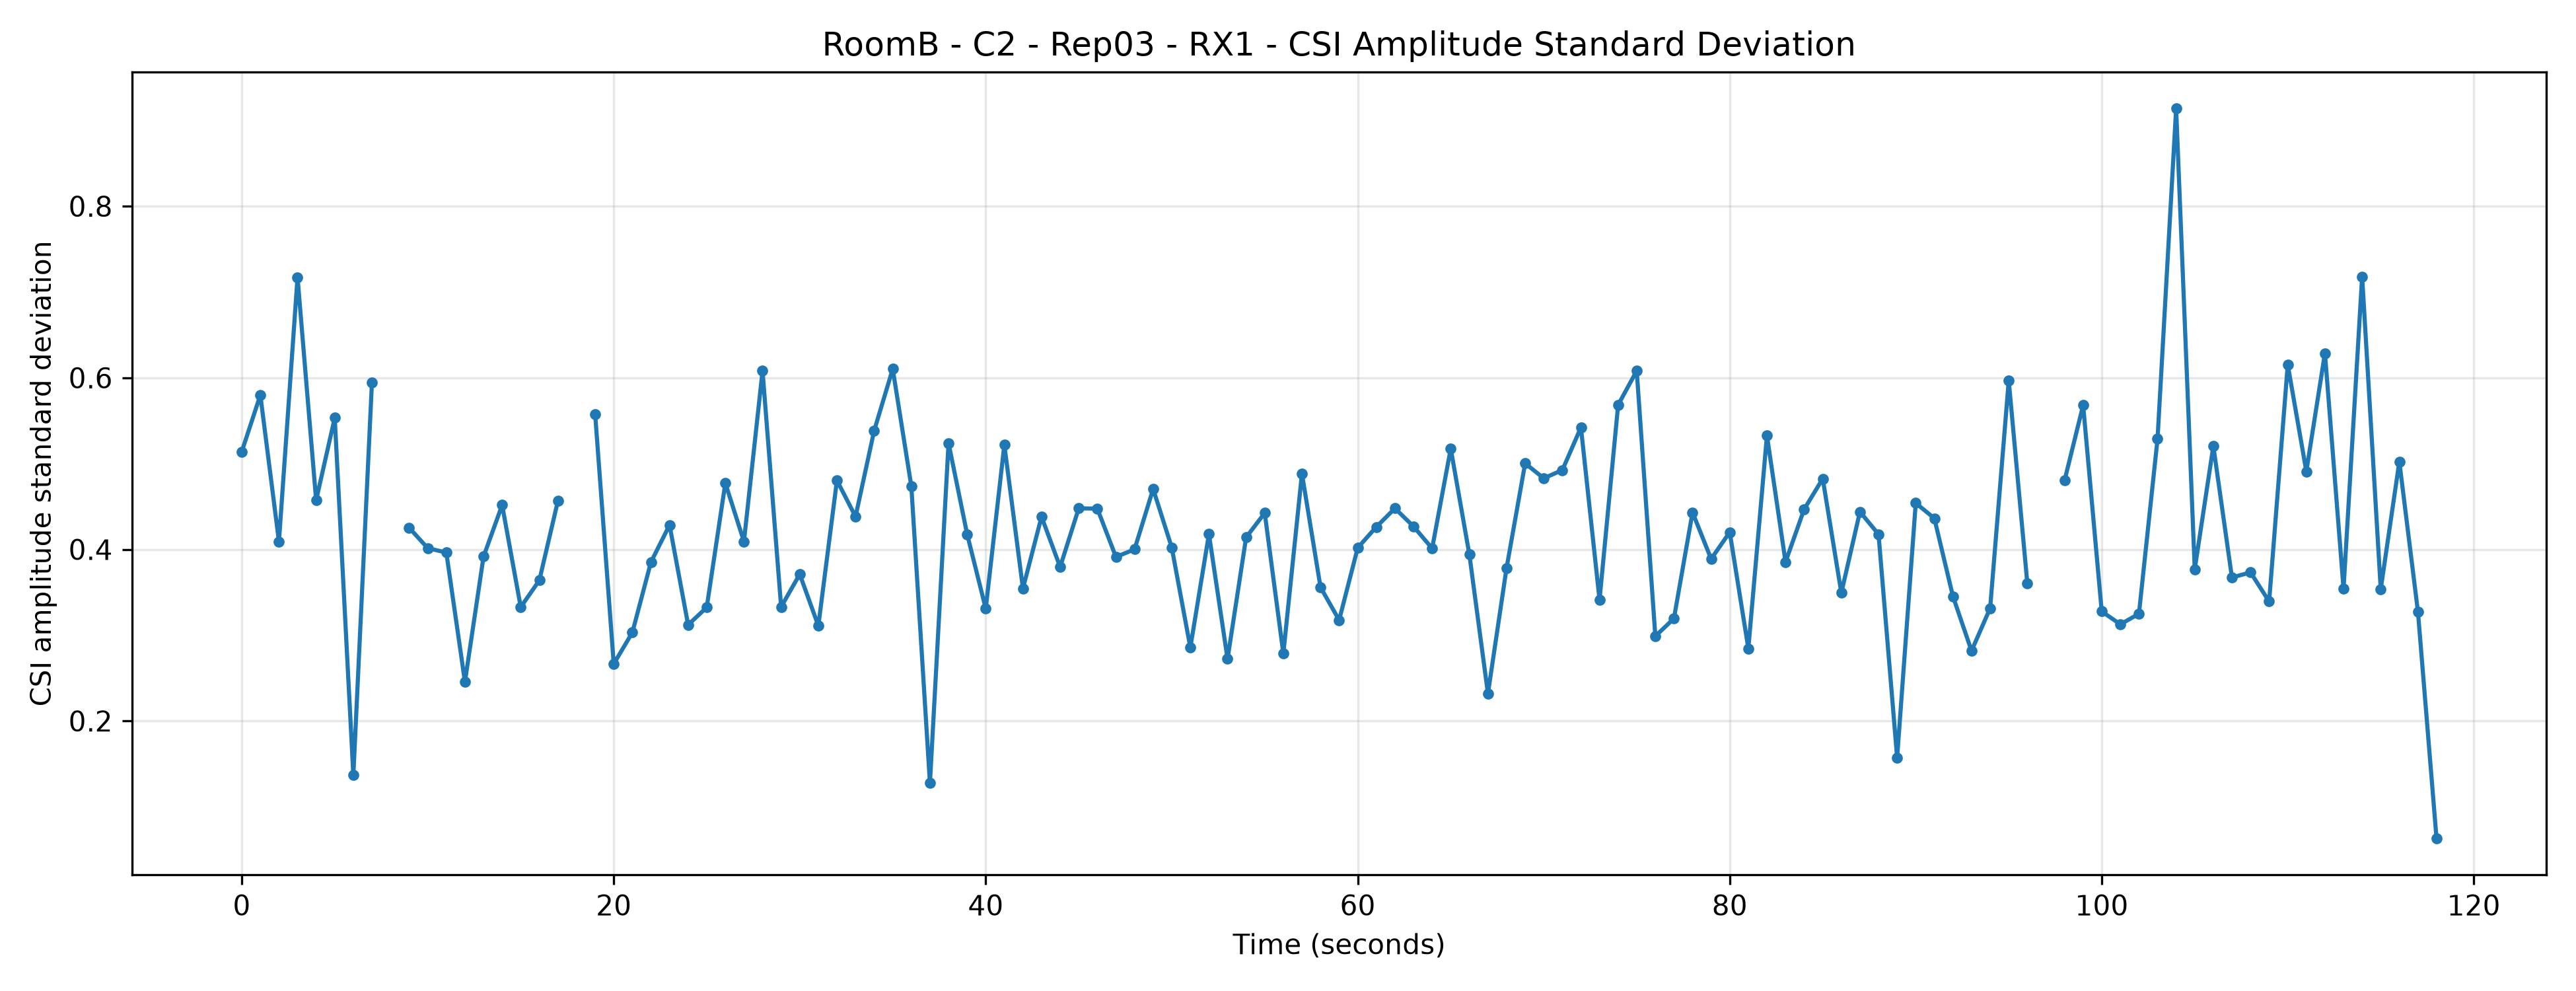 RoomB - C2 - Rep03 - RX1 - CSI Amplitude Standard Deviation
CSI amplitude standard deviation
0.8
0.6
0.4
0.2
0 20 40 60 80 100 120
Time (seconds)